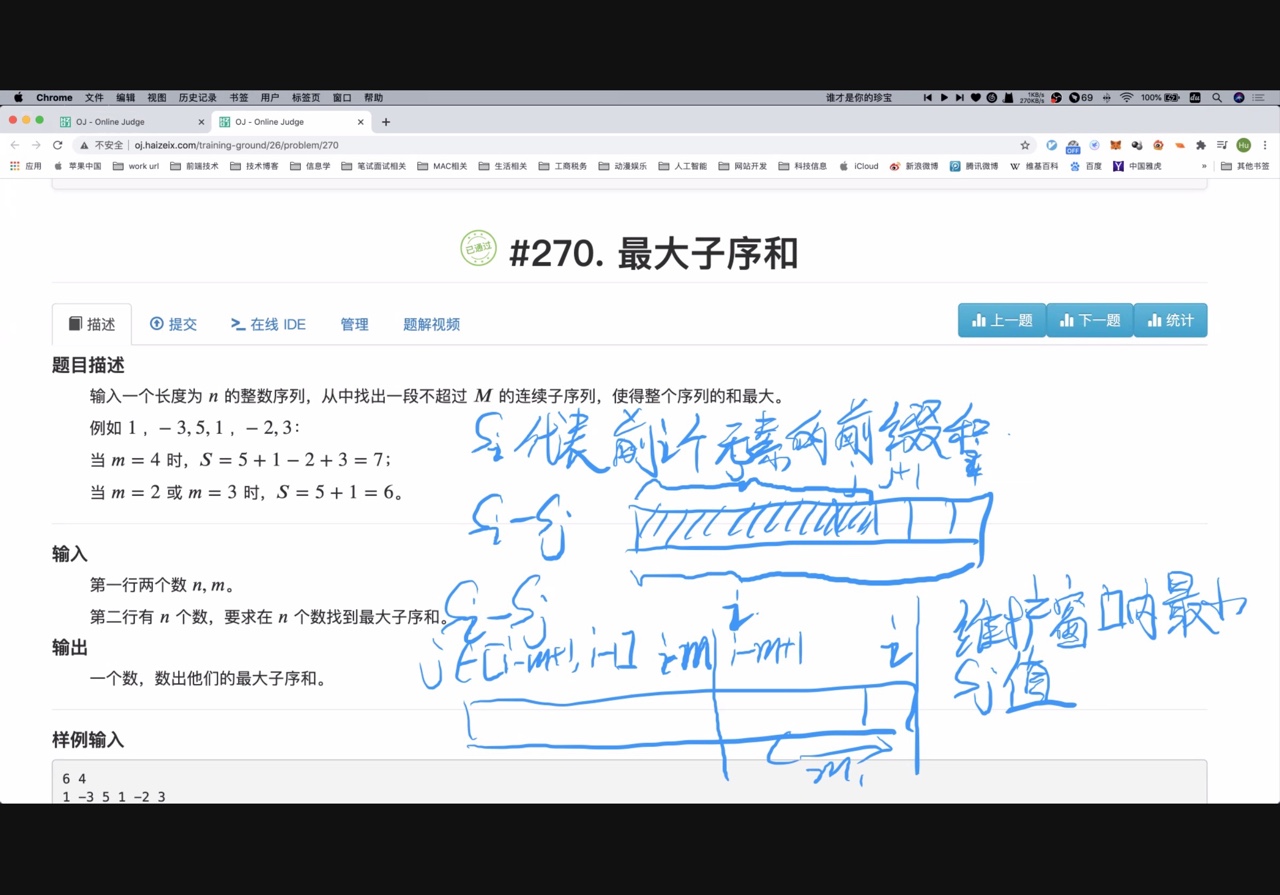 Chrome 文件 编辑 视图 历史记录 书签 用户 标签页 窗口 帮助 谁才是你的珍宝 1KB/s 270KB/s 69 100%
OJ - Online Judge OJ - Online Judge
不安全 oj.haizeix.com/training-ground/26/problem/270 OFF Hu
应用 苹果中国 work url 前端技术 技术博客 信息学 笔试面试相关 MAC相关 生活相关 工商税务 动漫娱乐 人工智能 网站开发 科技信息 iCloud 新浪微博 腾讯微博 维基百科 百度 中国雅虎 » 其他书签
已通过 #270. 最大子序和
描述 提交 在线 IDE 管理 题解视频 上一题 下一题 统计
题目描述
输入一个长度为 n 的整数序列，从中找出一段不超过 M 的连续子序列，使得整个序列的和最大。
例如 1，−3, 5, 1，−2, 3：
当 m = 4 时，S = 5 + 1 − 2 + 3 = 7；
当 m = 2 或 m = 3 时，S = 5 + 1 = 6。
Si 代表前i个元素的前缀和
j j+1
Si-Sj
输入
第一行两个数 n, m。
第二行有 n 个数，要求在 n 个数找到最大子序和。
输出
一个数，数出他们的最大子序和。
Si-Sj
j∈[i-m+1, i-1] i-m i-m+1 i
维护窗口内最小
Sj值
m
样例输入
6 4
1 -3 5 1 -2 3